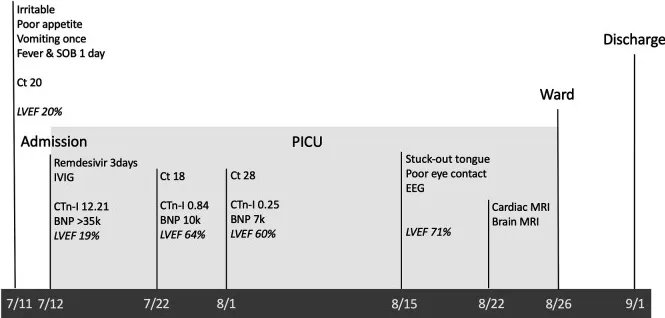 Irritable
Poor appetite
Vomiting once
Fever & SOB 1 day
Ct 20
LVEF 20%
Discharge
Ward
Admission
PICU
Remdesivir 3days
IVIG
CTn-I 12.21
BNP >35k
LVEF 19%
Ct 18
CTn-I 0.84
BNP 10k
LVEF 64%
Ct 28
CTn-I 0.25
BNP 7k
LVEF 60%
Stuck-out tongue
Poor eye contact
EEG
LVEF 71%
Cardiac MRI
Brain MRI
7/11 7/12 7/22 8/1 8/15 8/22 8/26 9/1